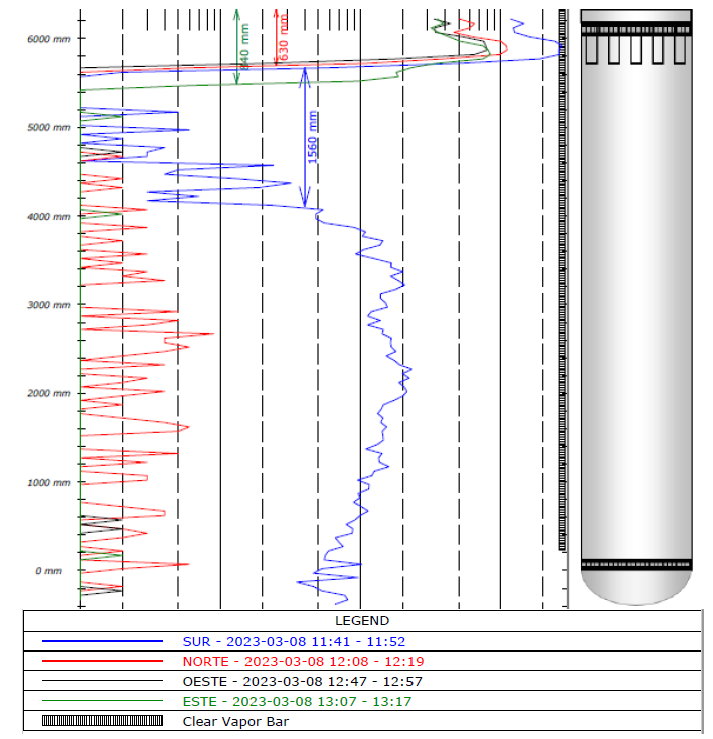 6000 mm
840 mm
630 mm
5000 mm
1560 mm
4000 mm
3000 mm
2000 mm
1000 mm
0 mm
LEGEND
SUR - 2023-03-08 11:41 - 11:52
NORTE - 2023-03-08 12:08 - 12:19
OESTE - 2023-03-08 12:47 - 12:57
ESTE - 2023-03-08 13:07 - 13:17
Clear Vapor Bar